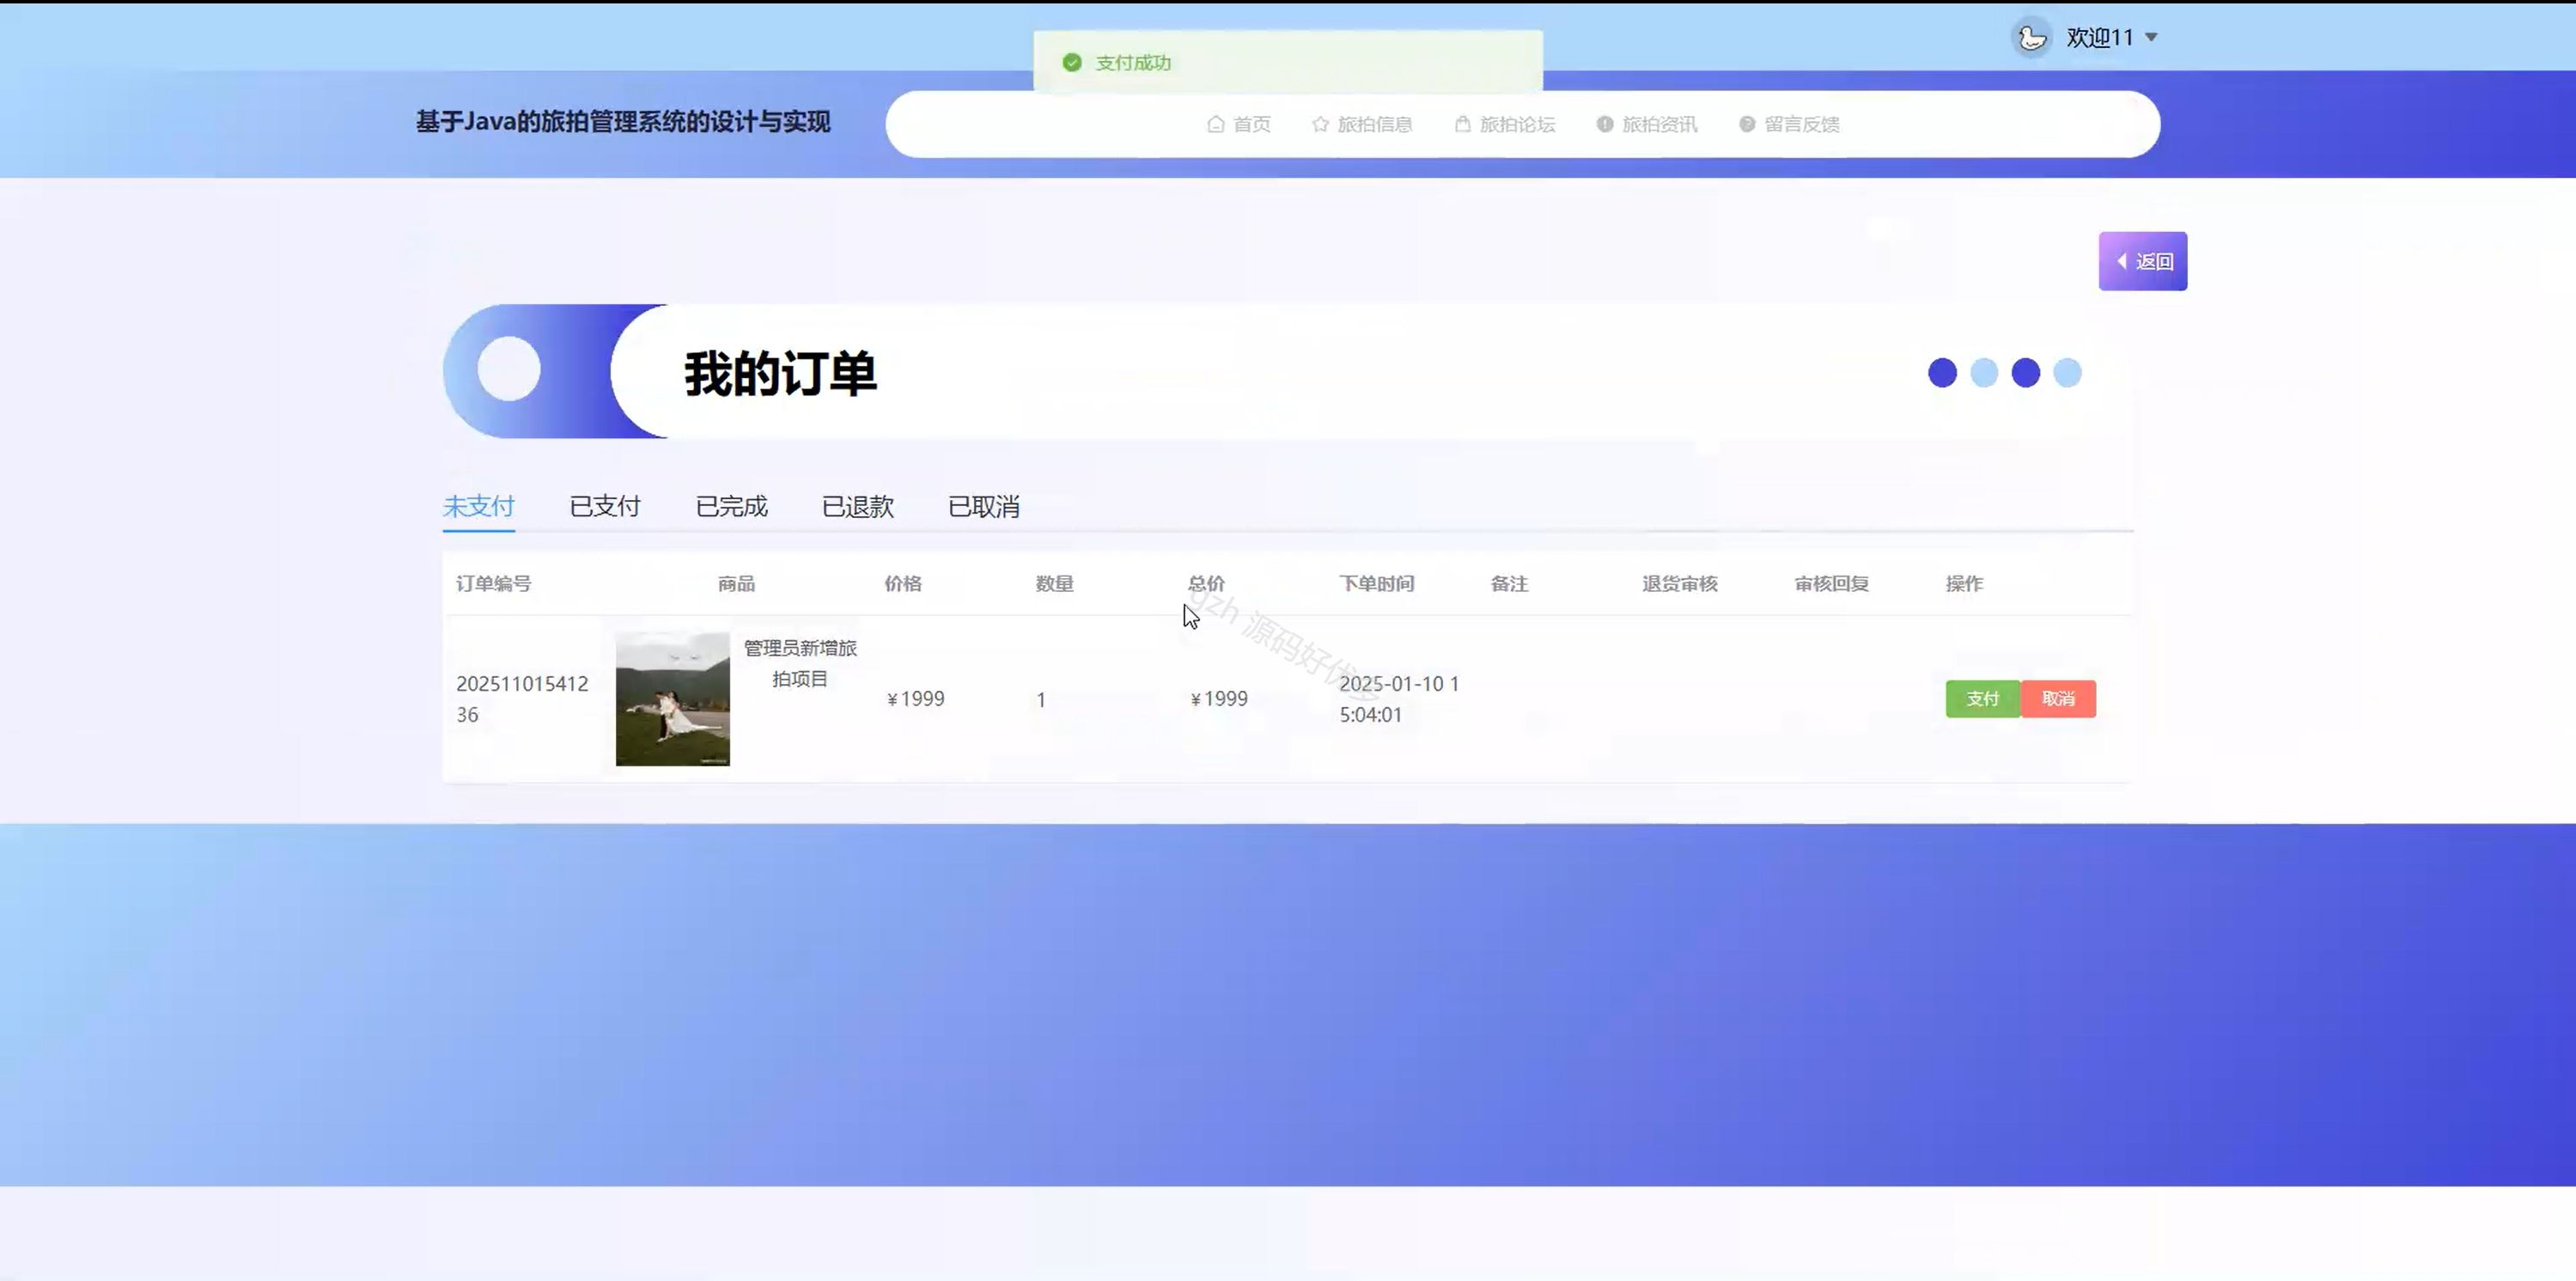 支付成功
欢迎11
基于Java的旅拍管理系统的设计与实现
首页 旅拍信息 旅拍论坛 旅拍资讯 留言反馈
返回
我的订单
未支付 已支付 已完成 已退款 已取消
订单编号 商品 价格 数量 总价 下单时间 备注 退货审核 审核回复 操作
202511015412
36
管理员新增旅
拍项目
¥1999
1
¥1999
2025-01-10 1
5:04:01
支付 取消
gzh 源码好优多